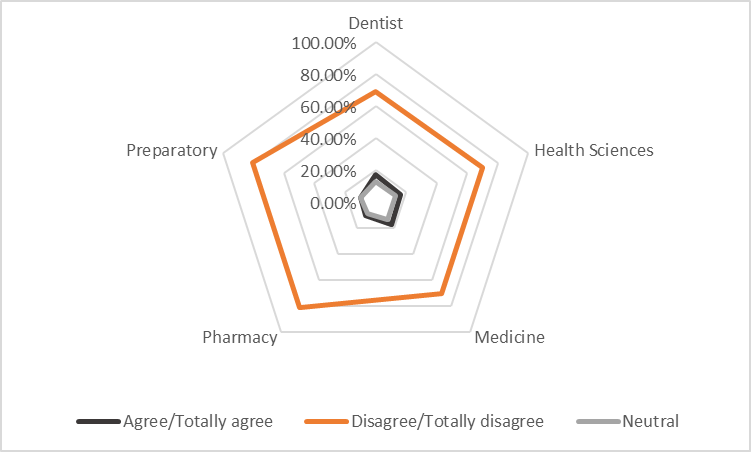 Dentist
100.00%
80.00%
60.00%
40.00%
20.00%
0.00%
Preparatory
Health Sciences
Pharmacy
Medicine
Agree/Totally agree
Disagree/Totally disagree
Neutral